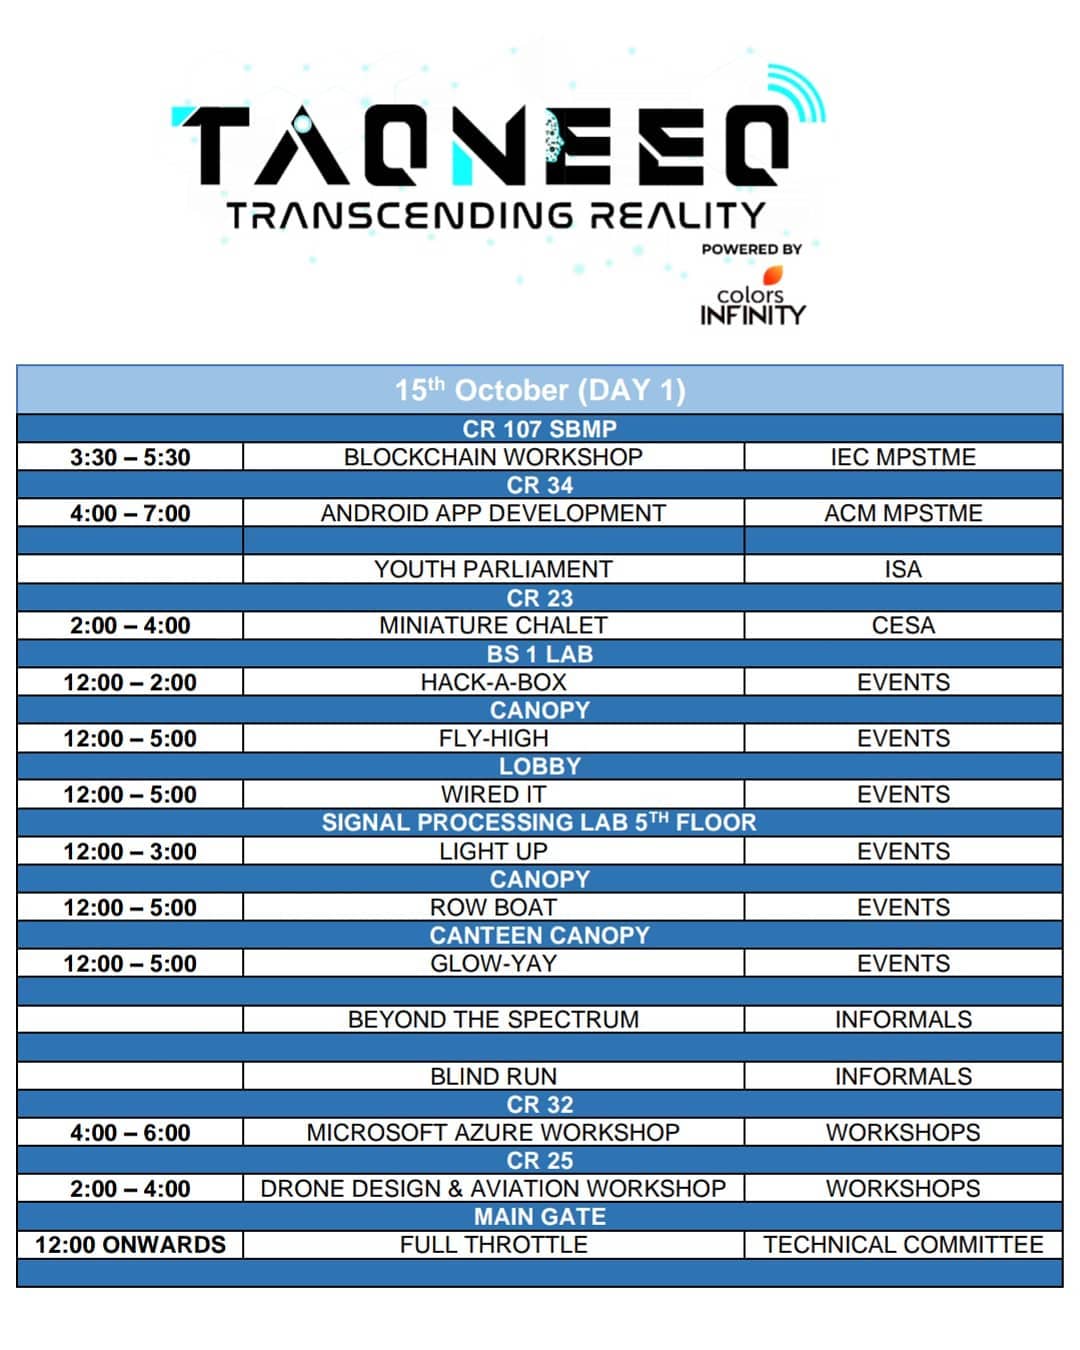 TAQNEEQ
TRANSCENDING REALITY
POWERED BY
colors
INFINITY
15th October (DAY 1)
CR 107 SBMP
3:30 – 5:30 BLOCKCHAIN WORKSHOP IEC MPSTME
CR 34
4:00 – 7:00 ANDROID APP DEVELOPMENT ACM MPSTME
YOUTH PARLIAMENT ISA
CR 23
2:00 – 4:00 MINIATURE CHALET CESA
BS 1 LAB
12:00 – 2:00 HACK-A-BOX EVENTS
CANOPY
12:00 – 5:00 FLY-HIGH EVENTS
LOBBY
12:00 – 5:00 WIRED IT EVENTS
SIGNAL PROCESSING LAB 5TH FLOOR
12:00 – 3:00 LIGHT UP EVENTS
CANOPY
12:00 – 5:00 ROW BOAT EVENTS
CANTEEN CANOPY
12:00 – 5:00 GLOW-YAY EVENTS
BEYOND THE SPECTRUM INFORMALS
BLIND RUN INFORMALS
CR 32
4:00 – 6:00 MICROSOFT AZURE WORKSHOP WORKSHOPS
CR 25
2:00 – 4:00 DRONE DESIGN & AVIATION WORKSHOP WORKSHOPS
MAIN GATE
12:00 ONWARDS FULL THROTTLE TECHNICAL COMMITTEE